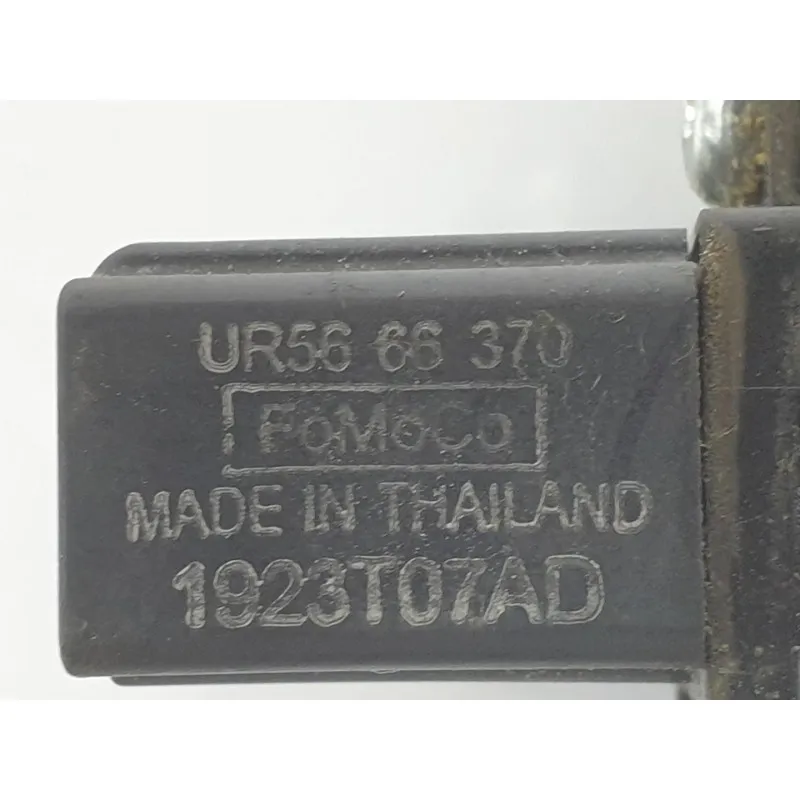 UR56 66 370
FoMoCo
MADE IN THAILAND
1923T07AD